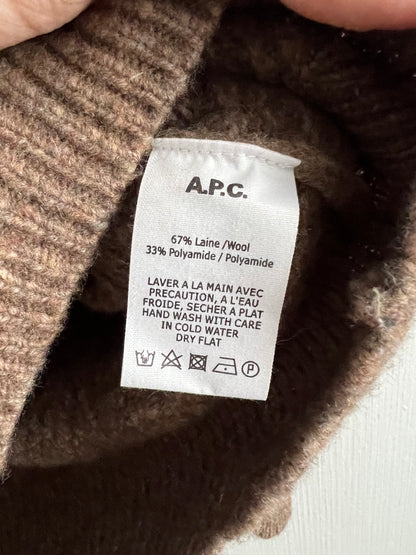 A.P.C.
67% Laine /Wool
33% Polyamide / Polyamide
LAVER A LA MAIN AVEC
PRECAUTION, A L'EAU
FROIDE, SECHER A PLAT
HAND WASH WITH CARE
IN COLD WATER
DRY FLAT
P